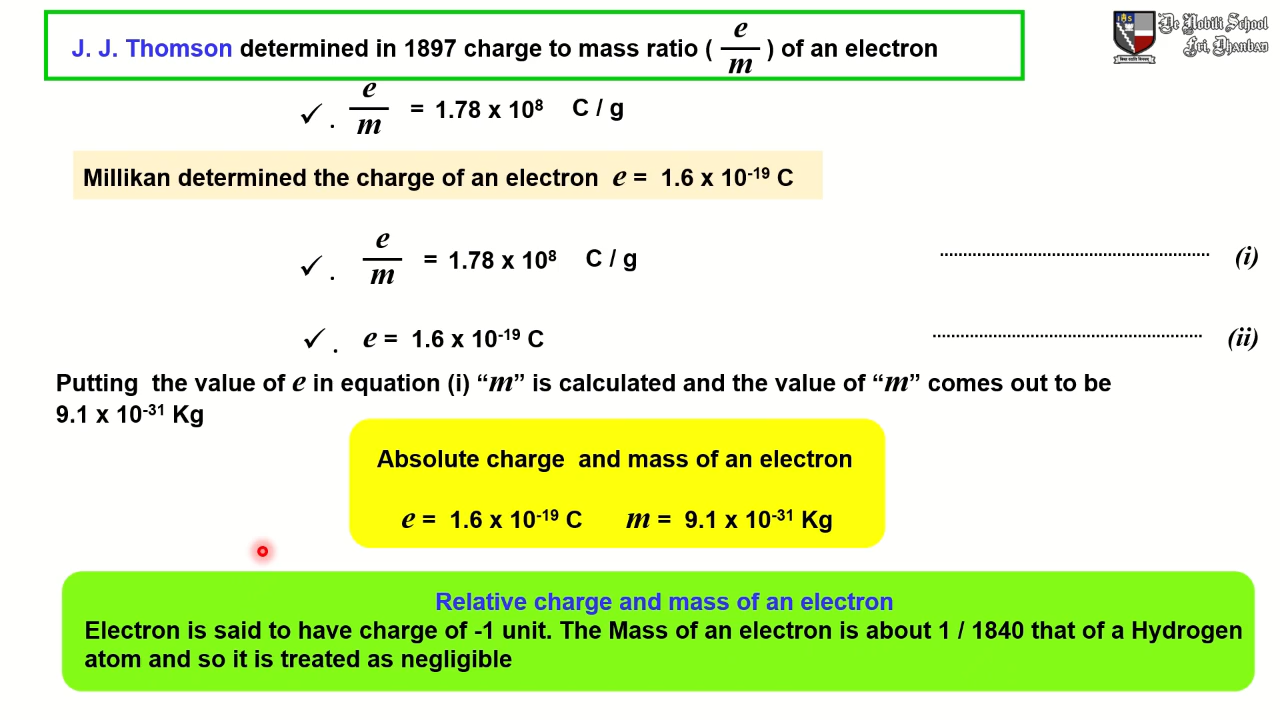 J. J. Thomson determined in 1897 charge to mass ratio ( e/m ) of an electron
De Nobili School
✓ . e/m = 1.78 x 10⁸ C / g
Millikan determined the charge of an electron e = 1.6 x 10⁻¹⁹ C
✓ . e/m = 1.78 x 10⁸ C / g ............................................................ (i)
✓ . e = 1.6 x 10⁻¹⁹ C ............................................................ (ii)
Putting the value of e in equation (i) “m” is calculated and the value of “m” comes out to be
9.1 x 10⁻³¹ Kg
Absolute charge and mass of an electron
e = 1.6 x 10⁻¹⁹ C m = 9.1 x 10⁻³¹ Kg
Relative charge and mass of an electron
Electron is said to have charge of -1 unit. The Mass of an electron is about 1 / 1840 that of a Hydrogen
atom and so it is treated as negligible